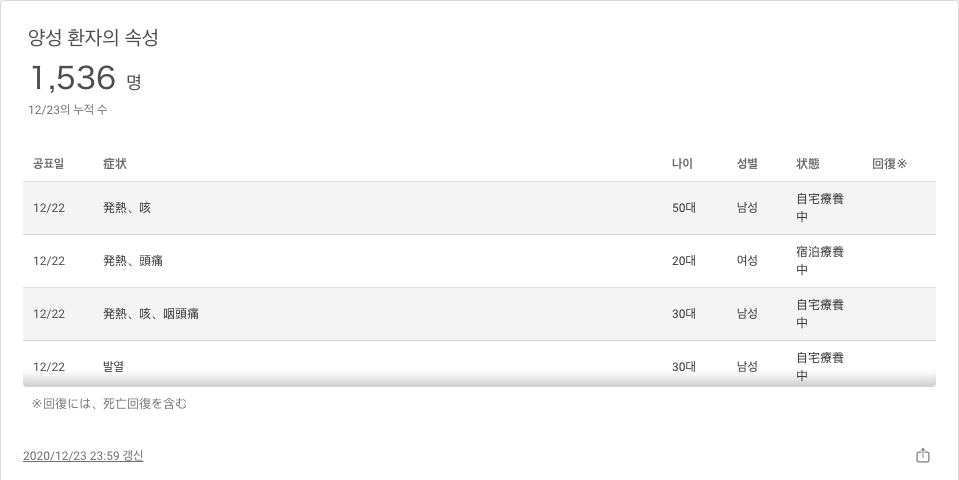 양성 환자의 속성
1,536 명
12/23의 누적 수
공표일 症状 나이 성별 状態 回復※
12/22 発熱、咳 50대 남성 自宅療養
中
12/22 発熱、頭痛 20대 여성 宿泊療養
中
12/22 発熱、咳、咽頭痛 30대 남성 自宅療養
中
12/22 발열 30대 남성 自宅療養
中
※回復には、死亡回復を含む
2020/12/23 23:59 갱신